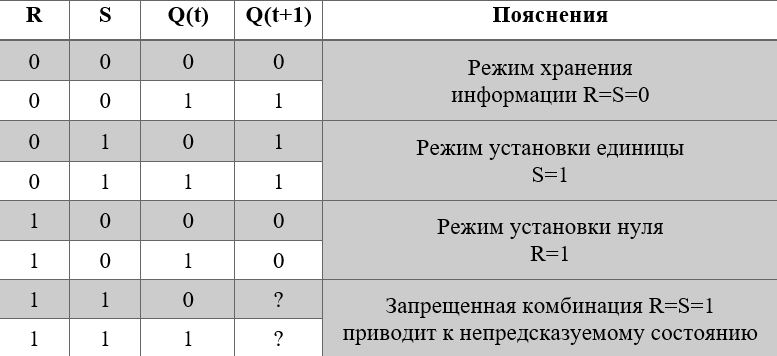 R S Q(t) Q(t+1) Пояснения
0 0 0 0
0 0 1 1
Режим хранения
информации R=S=0
0 1 0 1
0 1 1 1
Режим установки единицы
S=1
1 0 0 0
1 0 1 0
Режим установки нуля
R=1
1 1 0 ?
1 1 1 ?
Запрещенная комбинация R=S=1
приводит к непредсказуемому состоянию